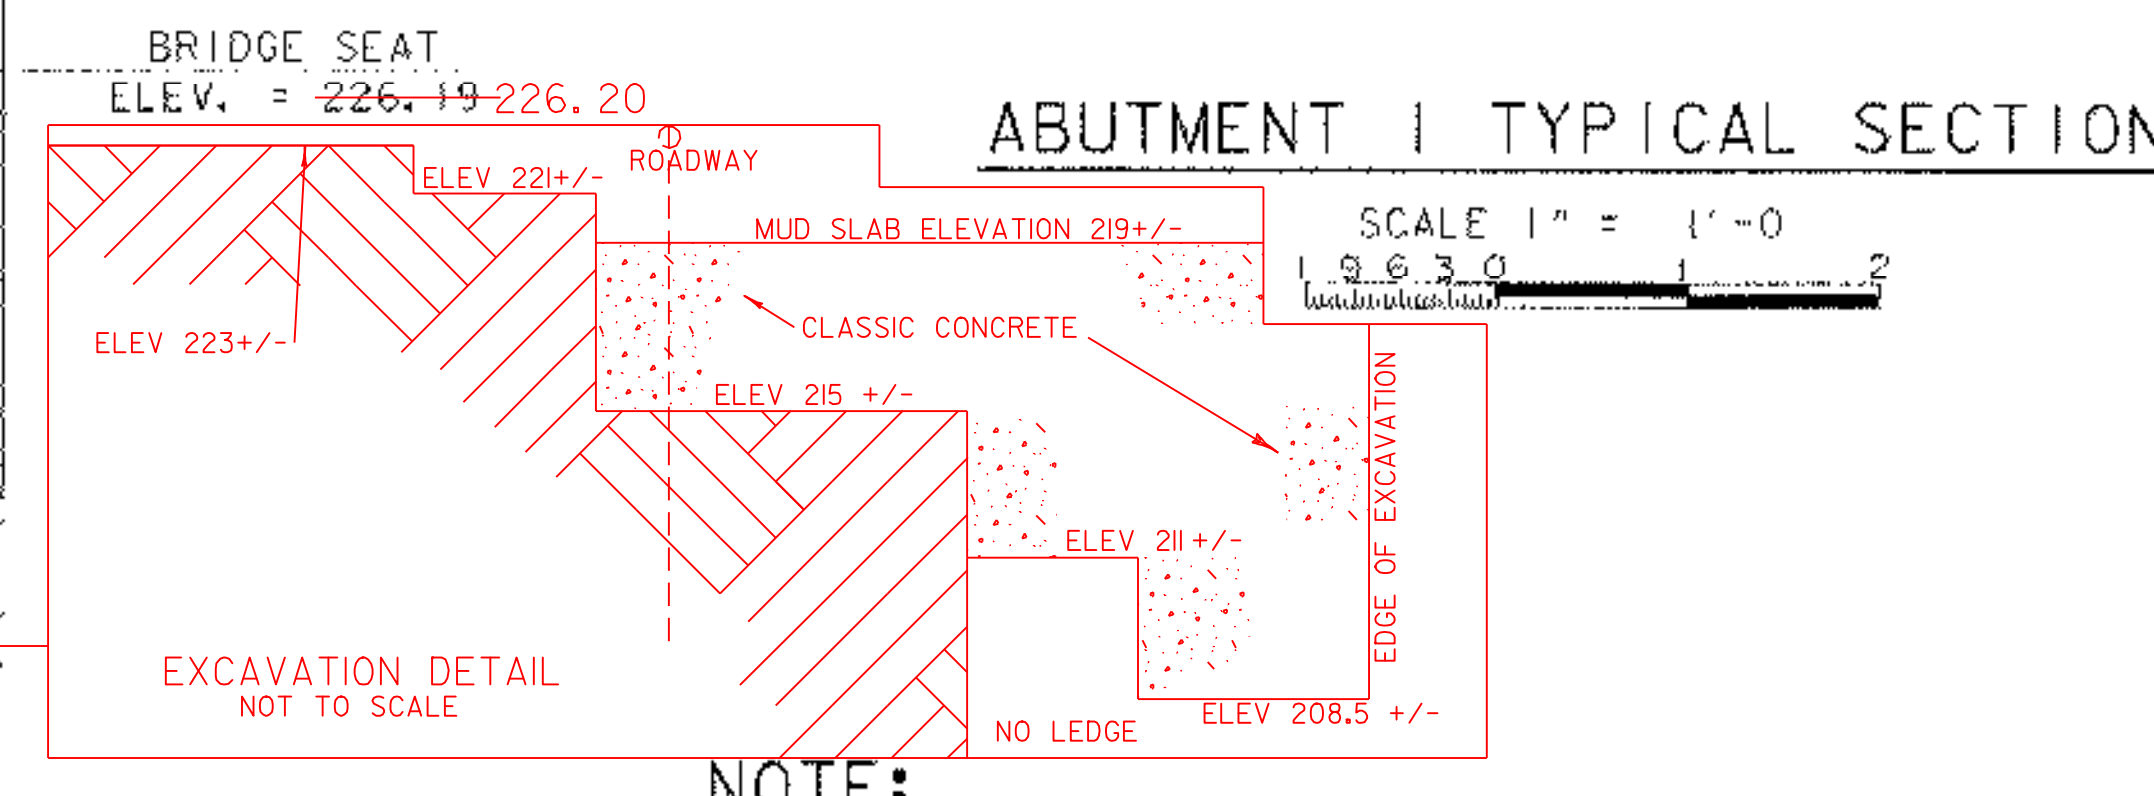 BRIDGE SEAT
ELEV. = 226.19 226.20
ABUTMENT 1 TYPICAL SECTION
ROADWAY
ELEV 221+/-
SCALE 1" = 1'-0
MUD SLAB ELEVATION 219+/-
1 9 6 3 0 1 2
CLASSIC CONCRETE
ELEV 223+/-
ELEV 215 +/-
EDGE OF EXCAVATION
ELEV 211+/-
EXCAVATION DETAIL
NOT TO SCALE
ELEV 208.5 +/-
NO LEDGE
NOTE: